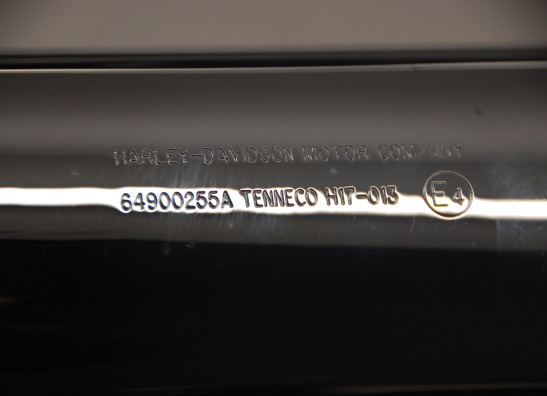 HARLEY-DAVIDSON MOTOR COMPANY
64900255A TENNECO H17-013 E4